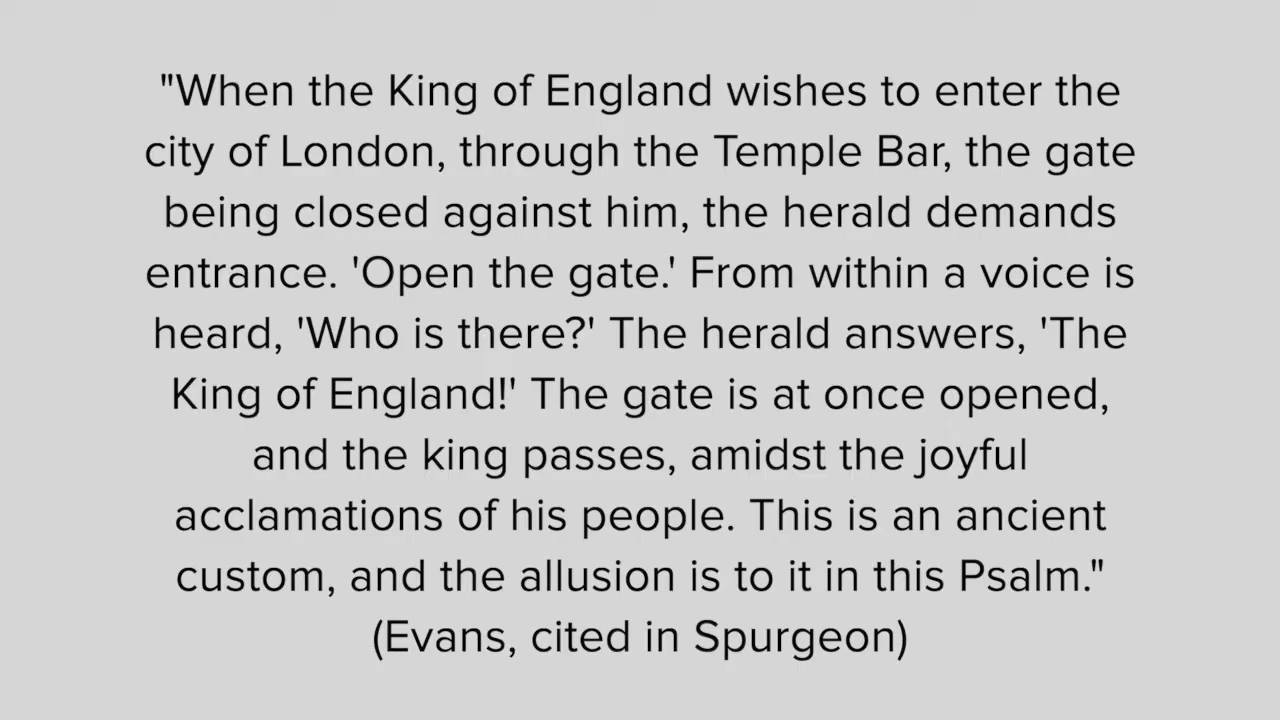 "When the King of England wishes to enter the
city of London, through the Temple Bar, the gate
being closed against him, the herald demands
entrance. 'Open the gate.' From within a voice is
heard, 'Who is there?' The herald answers, 'The
King of England!' The gate is at once opened,
and the king passes, amidst the joyful
acclamations of his people. This is an ancient
custom, and the allusion is to it in this Psalm."
(Evans, cited in Spurgeon)